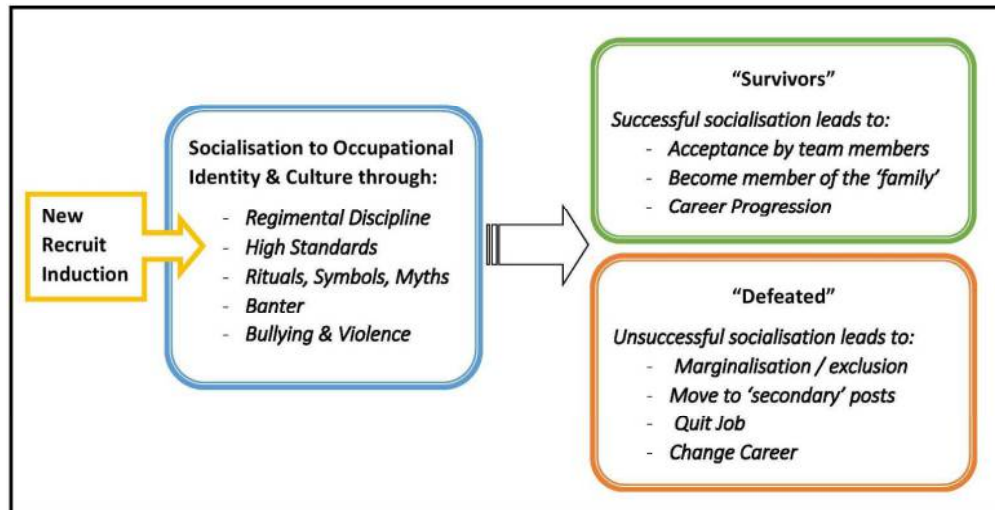 New
Recruit
Induction
Socialisation to Occupational
Identity & Culture through:
- Regimental Discipline
- High Standards
- Rituals, Symbols, Myths
- Banter
- Bullying & Violence
“Survivors”
Successful socialisation leads to:
- Acceptance by team members
- Become member of the ‘family’
- Career Progression
“Defeated”
Unsuccessful socialisation leads to:
- Marginalisation / exclusion
- Move to ‘secondary’ posts
- Quit Job
- Change Career